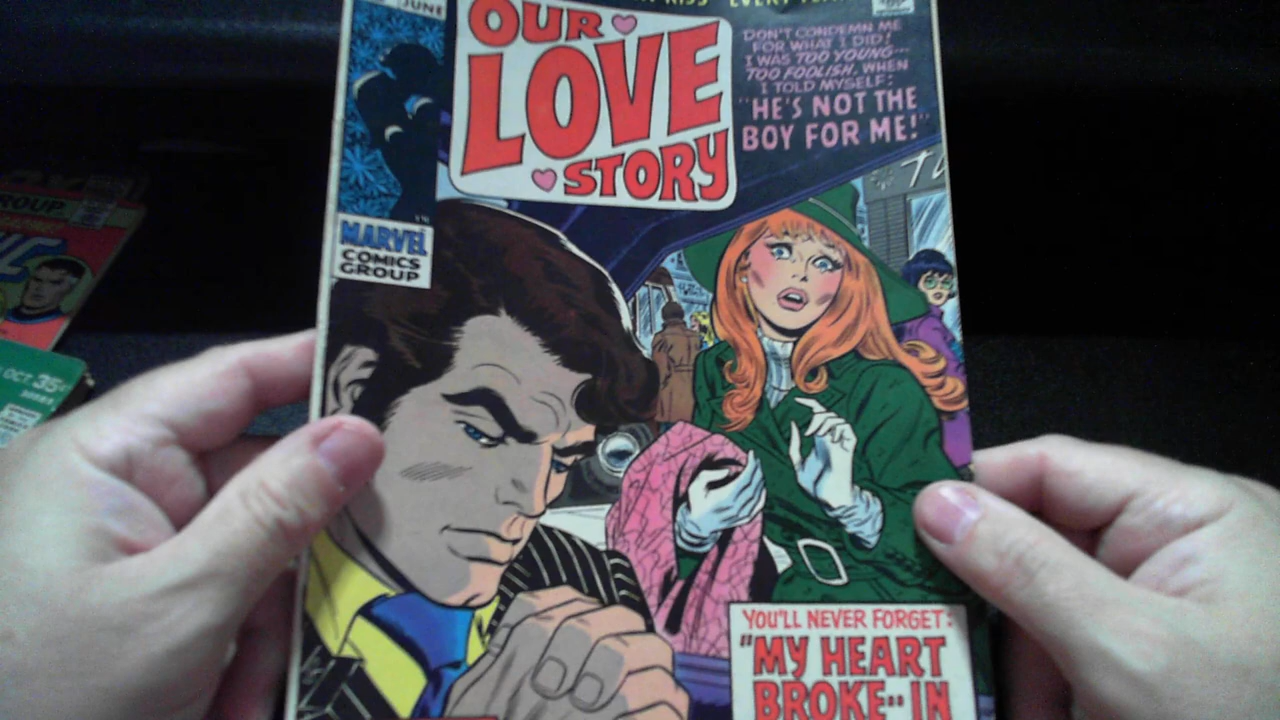 JUNE
KISS" "EVERY
OUR
LOVE
STORY
DON'T CONDEMN ME
FOR WHAT I DID!
I WAS TOO YOUNG--
TOO FOOLISH, WHEN
I TOLD MYSELF:
"HE'S NOT THE
BOY FOR ME!"
MARVEL
COMICS
GROUP
GROUP
OCT. 35¢
YOU'LL NEVER FORGET:
"MY HEART
BROKE-- IN